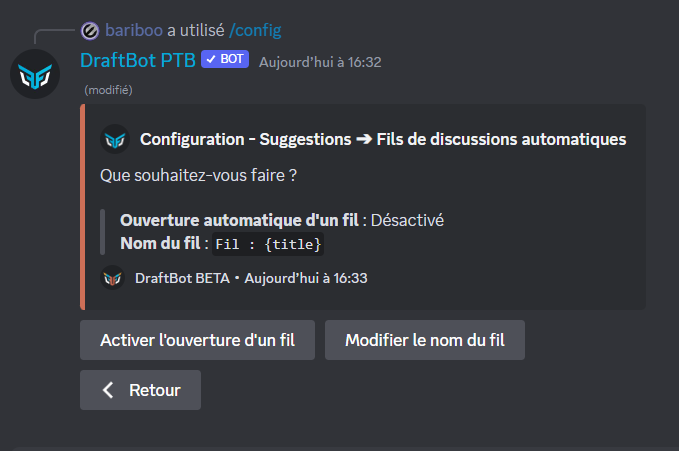 bariboo a utilisé /config
DraftBot PTB ✓ BOT Aujourd'hui à 16:32
(modifié)
Configuration - Suggestions ➔ Fils de discussions automatiques
Que souhaitez-vous faire ?
Ouverture automatique d'un fil : Désactivé
Nom du fil : Fil : {title}
DraftBot BETA • Aujourd'hui à 16:33
Activer l'ouverture d'un fil Modifier le nom du fil
Retour